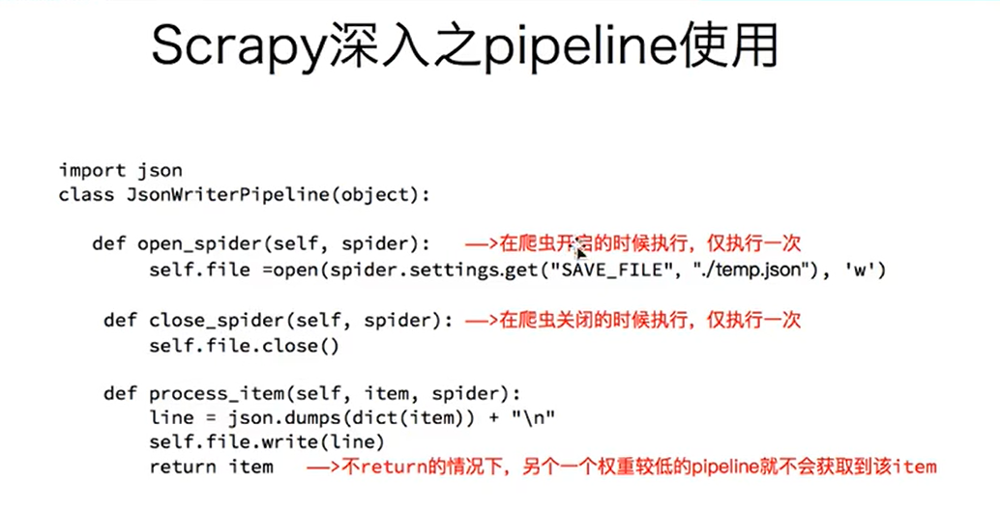 Scrapy深入之pipeline使用
import json
class JsonWriterPipeline(object):
def open_spider(self, spider): ——>在爬虫开启的时候执行，仅执行一次
self.file =open(spider.settings.get("SAVE_FILE", "./temp.json"), 'w')
def close_spider(self, spider): ——>在爬虫关闭的时候执行，仅执行一次
self.file.close()
def process_item(self, item, spider):
line = json.dumps(dict(item)) + "\n"
self.file.write(line)
return item ——>不return的情况下，另个一个权重较低的pipeline就不会获取到该item